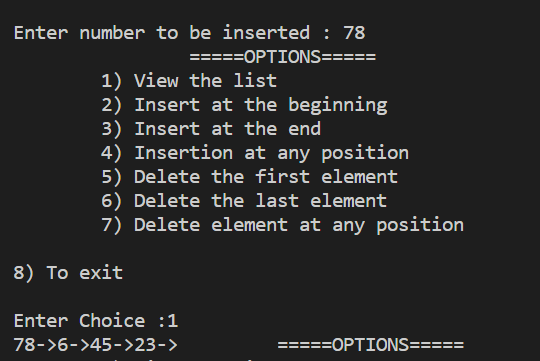 Enter number to be inserted : 78
=====OPTIONS=====
1) View the list
2) Insert at the beginning
3) Insert at the end
4) Insertion at any position
5) Delete the first element
6) Delete the last element
7) Delete element at any position
8) To exit
Enter Choice :1
78->6->45->23-> =====OPTIONS=====